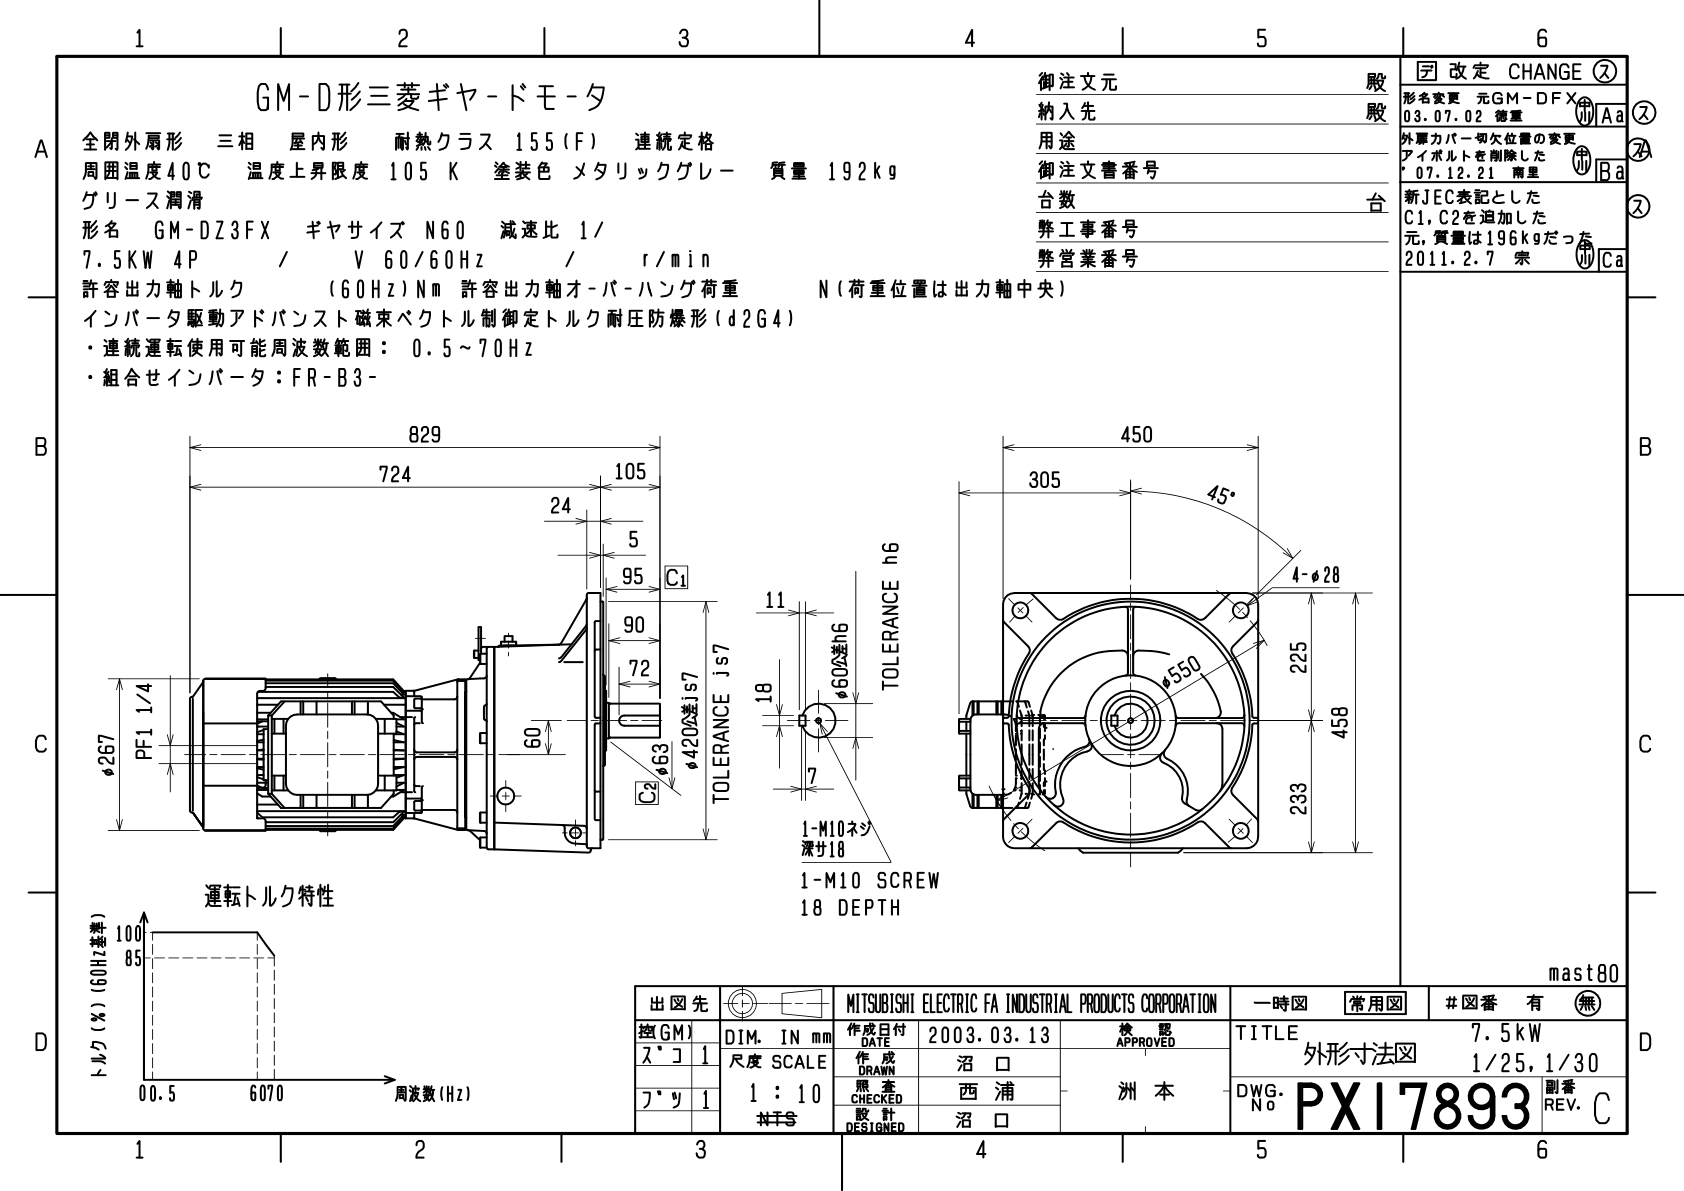 1 2 3 4 5 6
GM-D形三菱ギヤードモータ
全閉外扇形 三相 屋内形 耐熱クラス 155(F) 連続定格
周囲温度40℃ 温度上昇限度 105 K 塗装色 メタリックグレー 質量 192kg
グリース潤滑
形名 GM-DZ3FX ギヤサイズ N60 減速比 1/
7.5KW 4P / V 60/60Hz / r/min
許容出力軸トルク (60Hz)Nm 許容出力軸オーバーハング荷重 N(荷重位置は出力軸中央)
インバータ駆動アドバンスト磁束ベクトル制御定トルク耐圧防爆形(d2G4)
・連続運転使用可能周波数範囲: 0.5~70Hz
・組合せインバータ:FR-B3-
御注文元 殿
納入先 殿
用途
御注文書番号
台数 台
弊工事番号
弊営業番号
デ 改定 CHANGE ス
形名変更 元GM-DFX
03.07.02 徳重 Aa ス
外扉カバー切欠位置の変更
アイボルトを削除した
'07.12.21 南里 Ba
新JEC表記とした
C1,C2を追加した
元,質量は196kgだった
2011.2.7 宗 Ca ス
A
B
C
D
A
B
C
D
829
724
105
24
5
95 C1
90
72
60
φ63
C2
φ420公差js7
TOLERANCE js7
φ267
PF1 1/4
11
18
7
φ60公差h6
TOLERANCE h6
1-M10ネジ
深サ18
1-M10 SCREW
18 DEPTH
450
305
45°
4-φ28
φ550
225
233
458
運転トルク特性
トルク(%)(60Hz基準)
100
85
0 0.5 60 70
周波数(Hz)
mast80
出図先
控(GM)
ズコ 1
ブツ 1
DIM. IN mm
尺度 SCALE
1 : 10
NTS
MITSUBISHI ELECTRIC FA INDUSTRIAL PRODUCTS CORPORATION
作成日付
DATE
2003.03.13
検 認
APPROVED
作 成
DRAWN
沼 口
照 査
CHECKED
西 浦
洲 本
設 計
DESIGNED
沼 口
一時図 常用図 #図番 有 無
TITLE
外形寸法図
7.5kW
1/25,1/30
DWG.
No
PX17893
副番
REV.
C
1 2 3 4 5 6